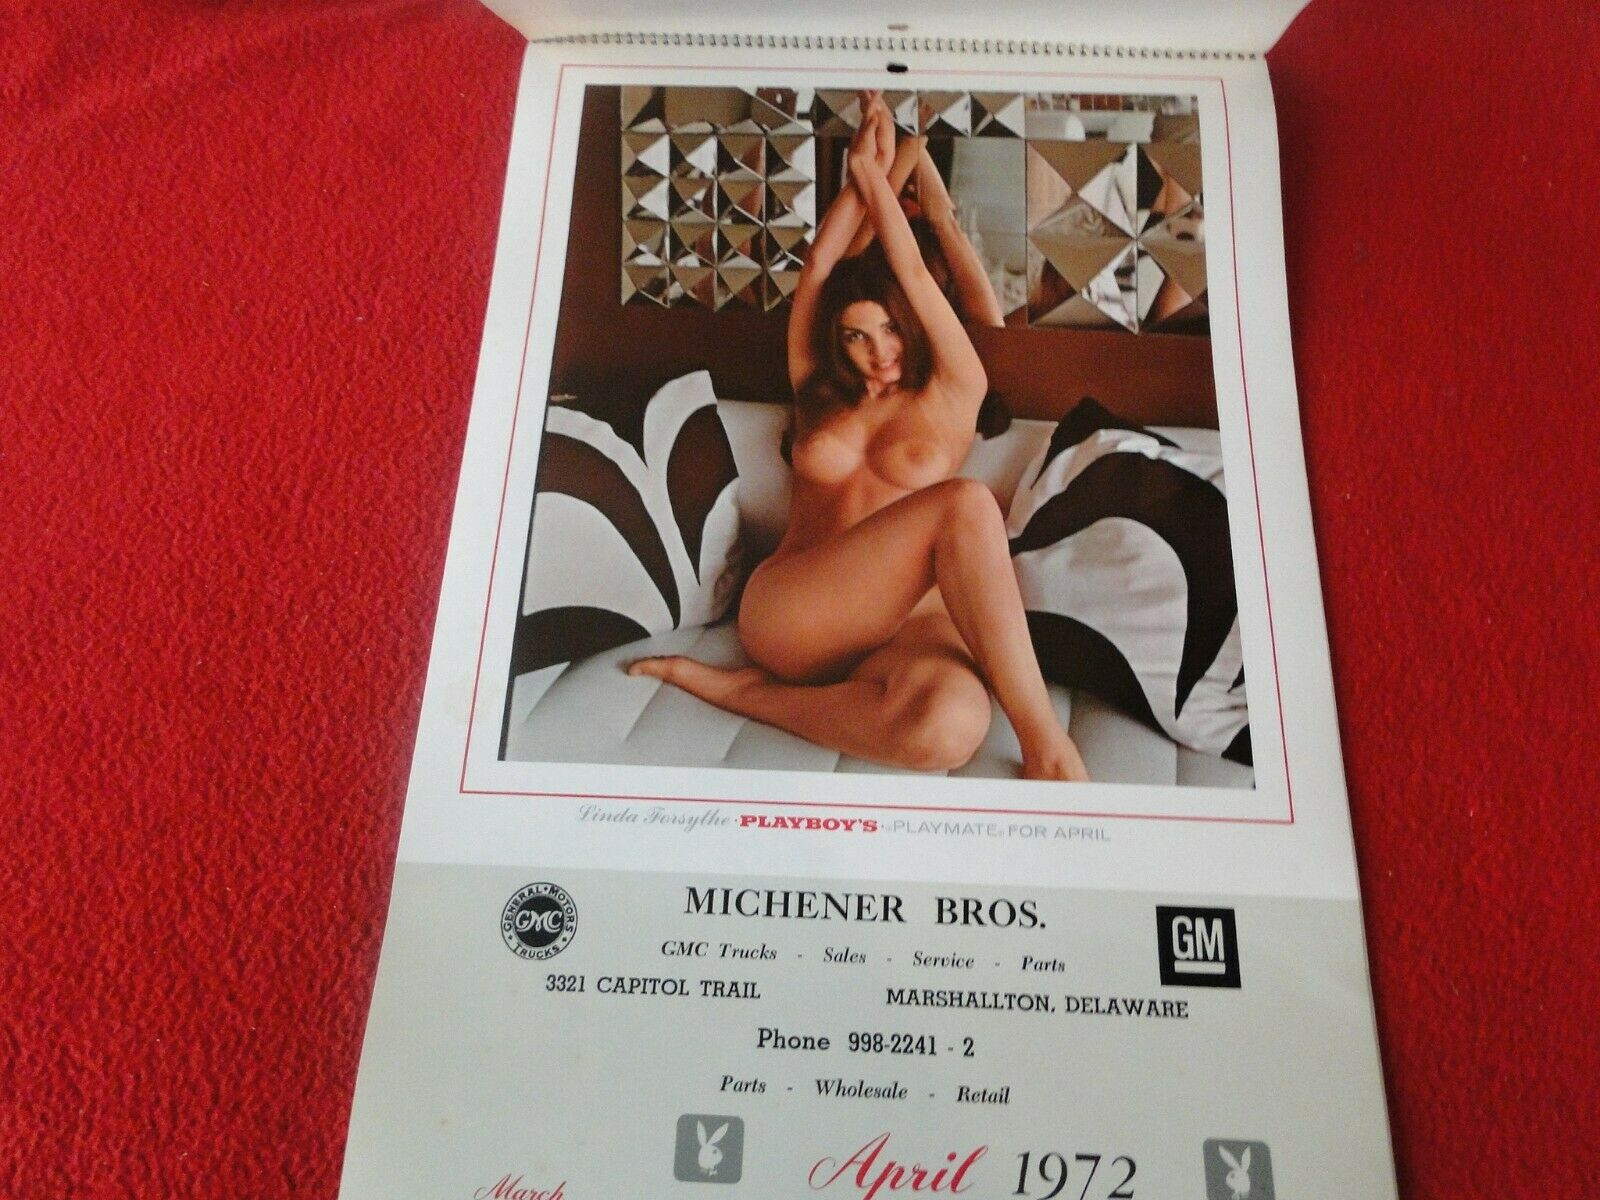 Linda Forsythe · PLAYBOY'S · PLAYMATE® FOR APRIL
GENERAL · MOTORS
GMC
TRUCKS
MICHENER BROS.
GM
GMC Trucks - Sales - Service - Parts
3321 CAPITOL TRAIL MARSHALLTON, DELAWARE
Phone 998-2241 - 2
Parts - Wholesale - Retail
April 1972
March